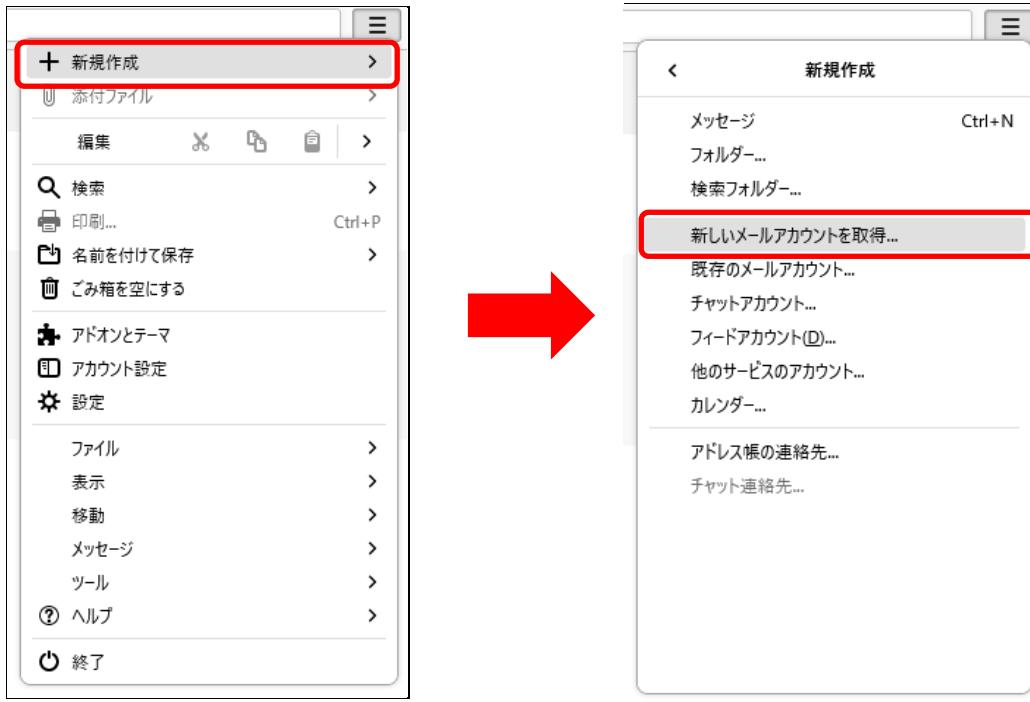 新規作成
添付ファイル
編集
検索
印刷... Ctrl+P
名前を付けて保存
ごみ箱を空にする
アドオンとテーマ
アカウント設定
設定
ファイル
表示
移動
メッセージ
ツール
ヘルプ
終了
新規作成
メッセージ Ctrl+N
フォルダー...
検索フォルダー...
新しいメールアカウントを取得...
既存のメールアカウント...
チャットアカウント...
フィードアカウント(D)...
他のサービスのアカウント...
カレンダー...
アドレス帳の連絡先...
チャット連絡先...